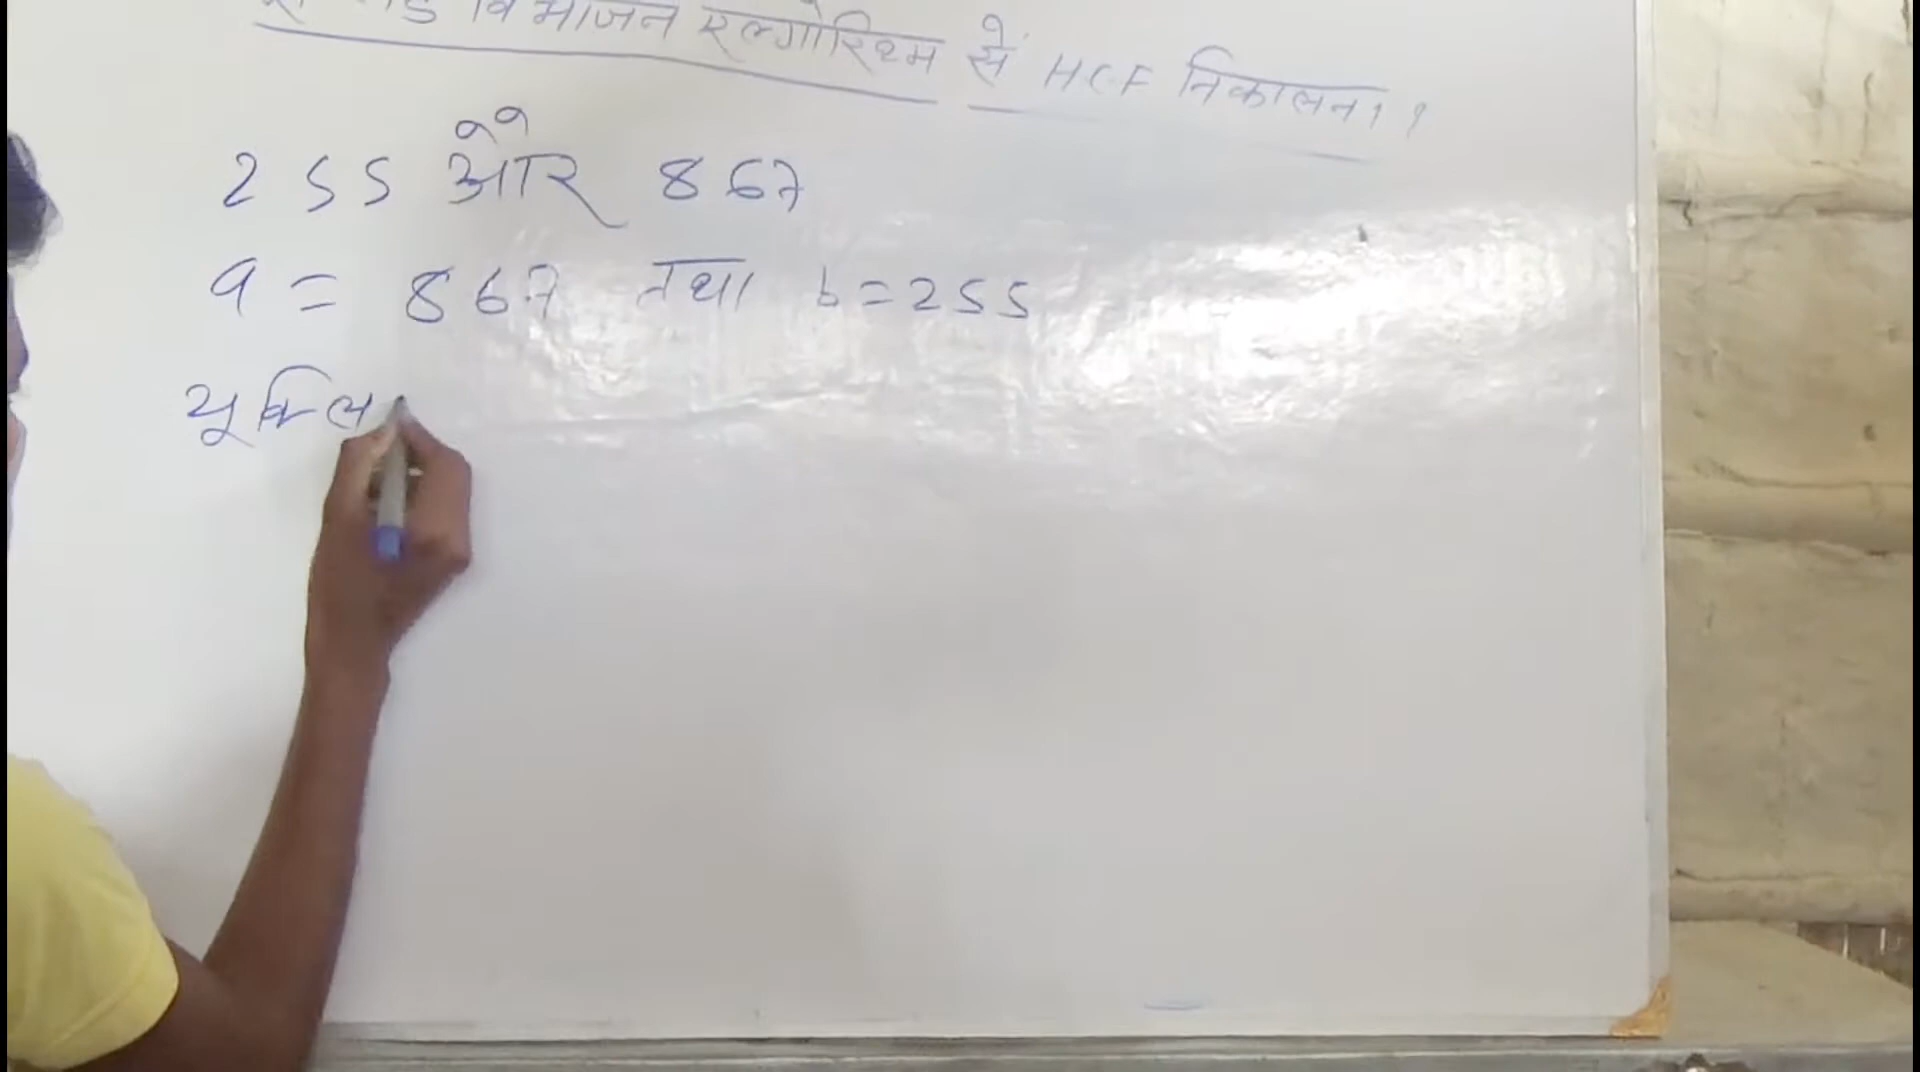 विभाजन एल्गोरिथ्म सें HCF निकालना ?
255 और 867
a = 867 तथा b=255
यूक्लि